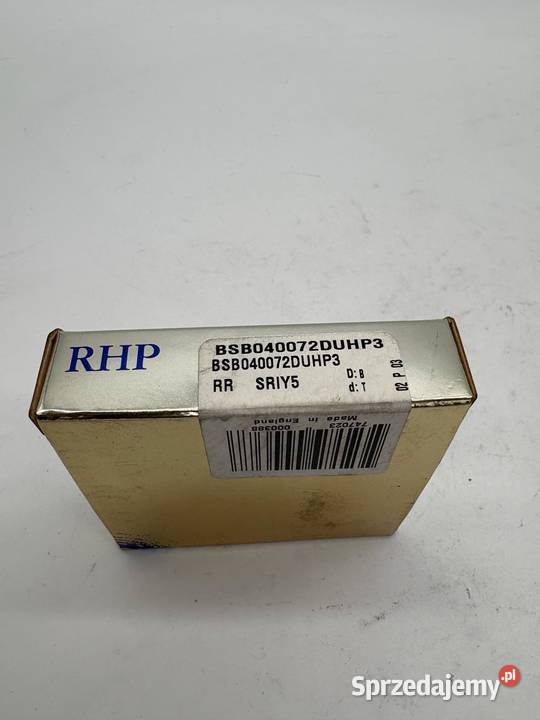 RHP
BSB040072DUHP3
BSB040072DUHP3
RR SRIY5
D:B
d:T
02 P 03
747023
Made in England
000388
Sprzedajemy.pl